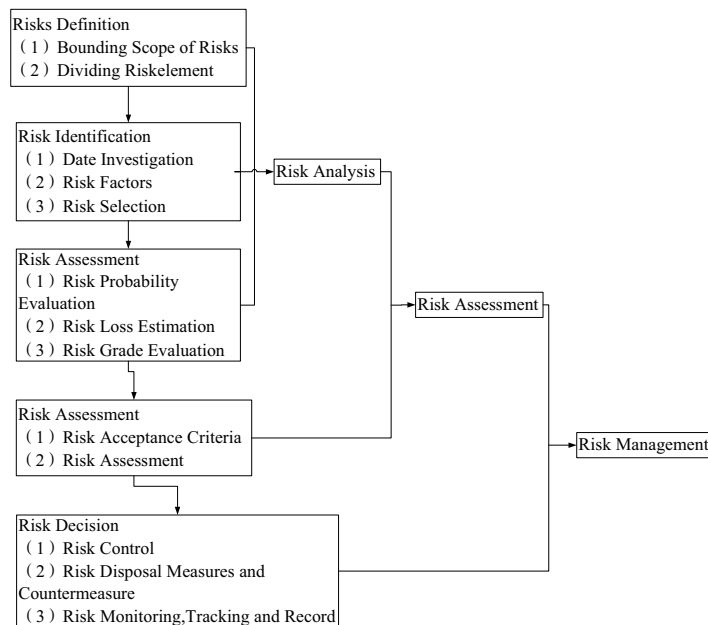 Risks Definition
（1）Bounding Scope of Risks
（2）Dividing Riskelement
Risk Identification
（1）Date Investigation
（2）Risk Factors
（3）Risk Selection
Risk Analysis
Risk Assessment
（1）Risk Probability
Evaluation
（2）Risk Loss Estimation
（3）Risk Grade Evaluation
Risk Assessment
Risk Assessment
（1）Risk Acceptance Criteria
（2）Risk Assessment
Risk Management
Risk Decision
（1）Risk Control
（2）Risk Disposal Measures and
Countermeasure
（3）Risk Monitoring,Tracking and Record